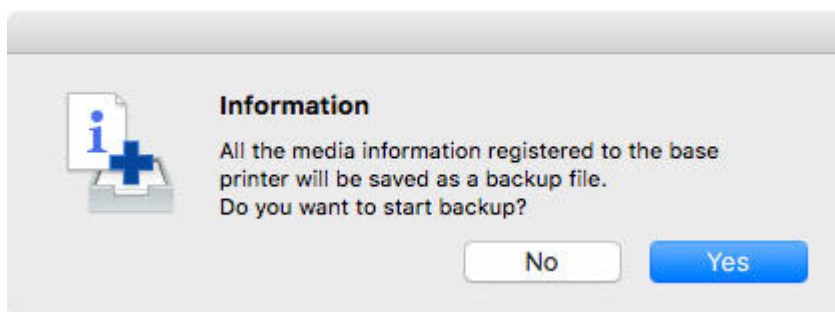 i
Information
All the media information registered to the base
printer will be saved as a backup file.
Do you want to start backup?
No
Yes